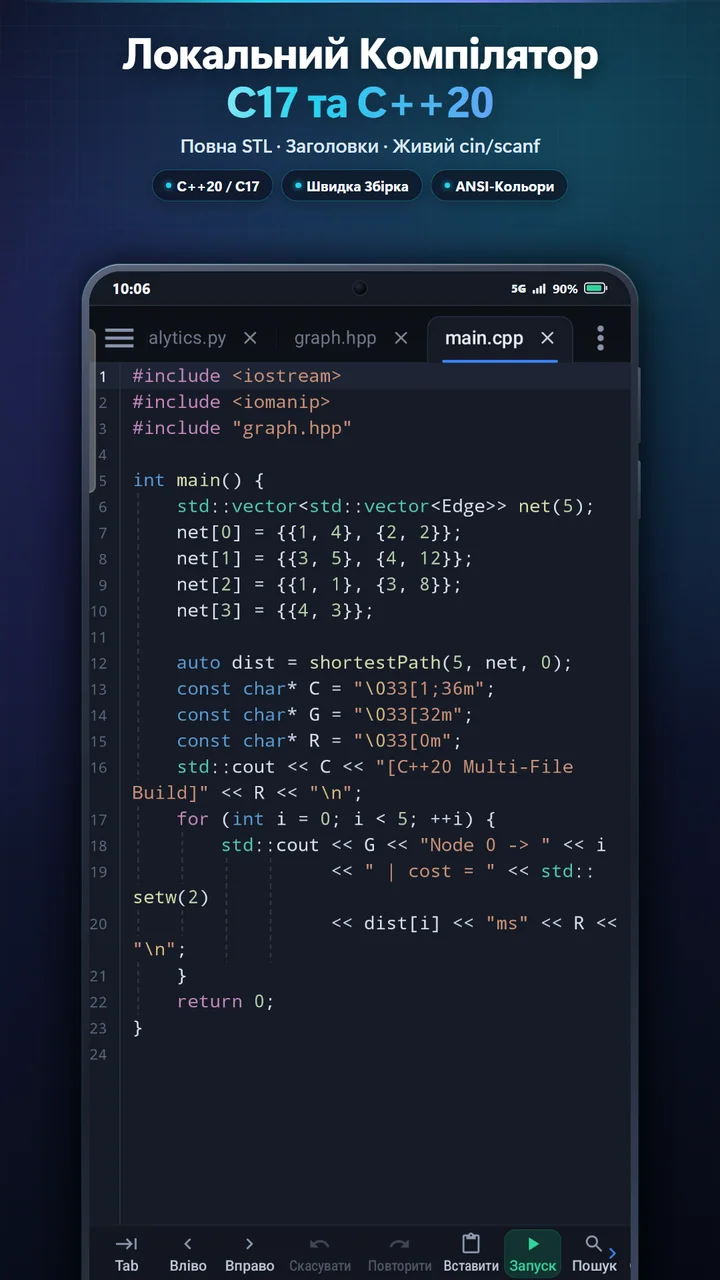 Локальний Компілятор
C17 та C++20
Повна STL · Заголовки · Живий cin/scanf
C++20 / C17
Швидка Збірка
ANSI-Кольори
10:06
5G
90%
alytics.py
graph.hpp
main.cpp
1 #include <iostream>
2 #include <iomanip>
3 #include "graph.hpp"
4
5 int main() {
6     std::vector<std::vector<Edge>> net(5);
7     net[0] = {{1, 4}, {2, 2}};
8     net[1] = {{3, 5}, {4, 12}};
9     net[2] = {{1, 1}, {3, 8}};
10     net[3] = {{4, 3}};
11
12     auto dist = shortestPath(5, net, 0);
13     const char* C = "\033[1;36m";
14     const char* G = "\033[32m";
15     const char* R = "\033[0m";
16     std::cout << C << "[C++20 Multi-File
Build]" << R << "\n";
17     for (int i = 0; i < 5; ++i) {
18         std::cout << G << "Node 0 -> " << i
19                   << " | cost = " << std::
setw(2)
20                   << dist[i] << "ms" << R <<
"\n";
21     }
22     return 0;
23 }
24
Tab
Вліво
Вправо
Скасувати
Повторити
Вставити
Запуск
Пошук